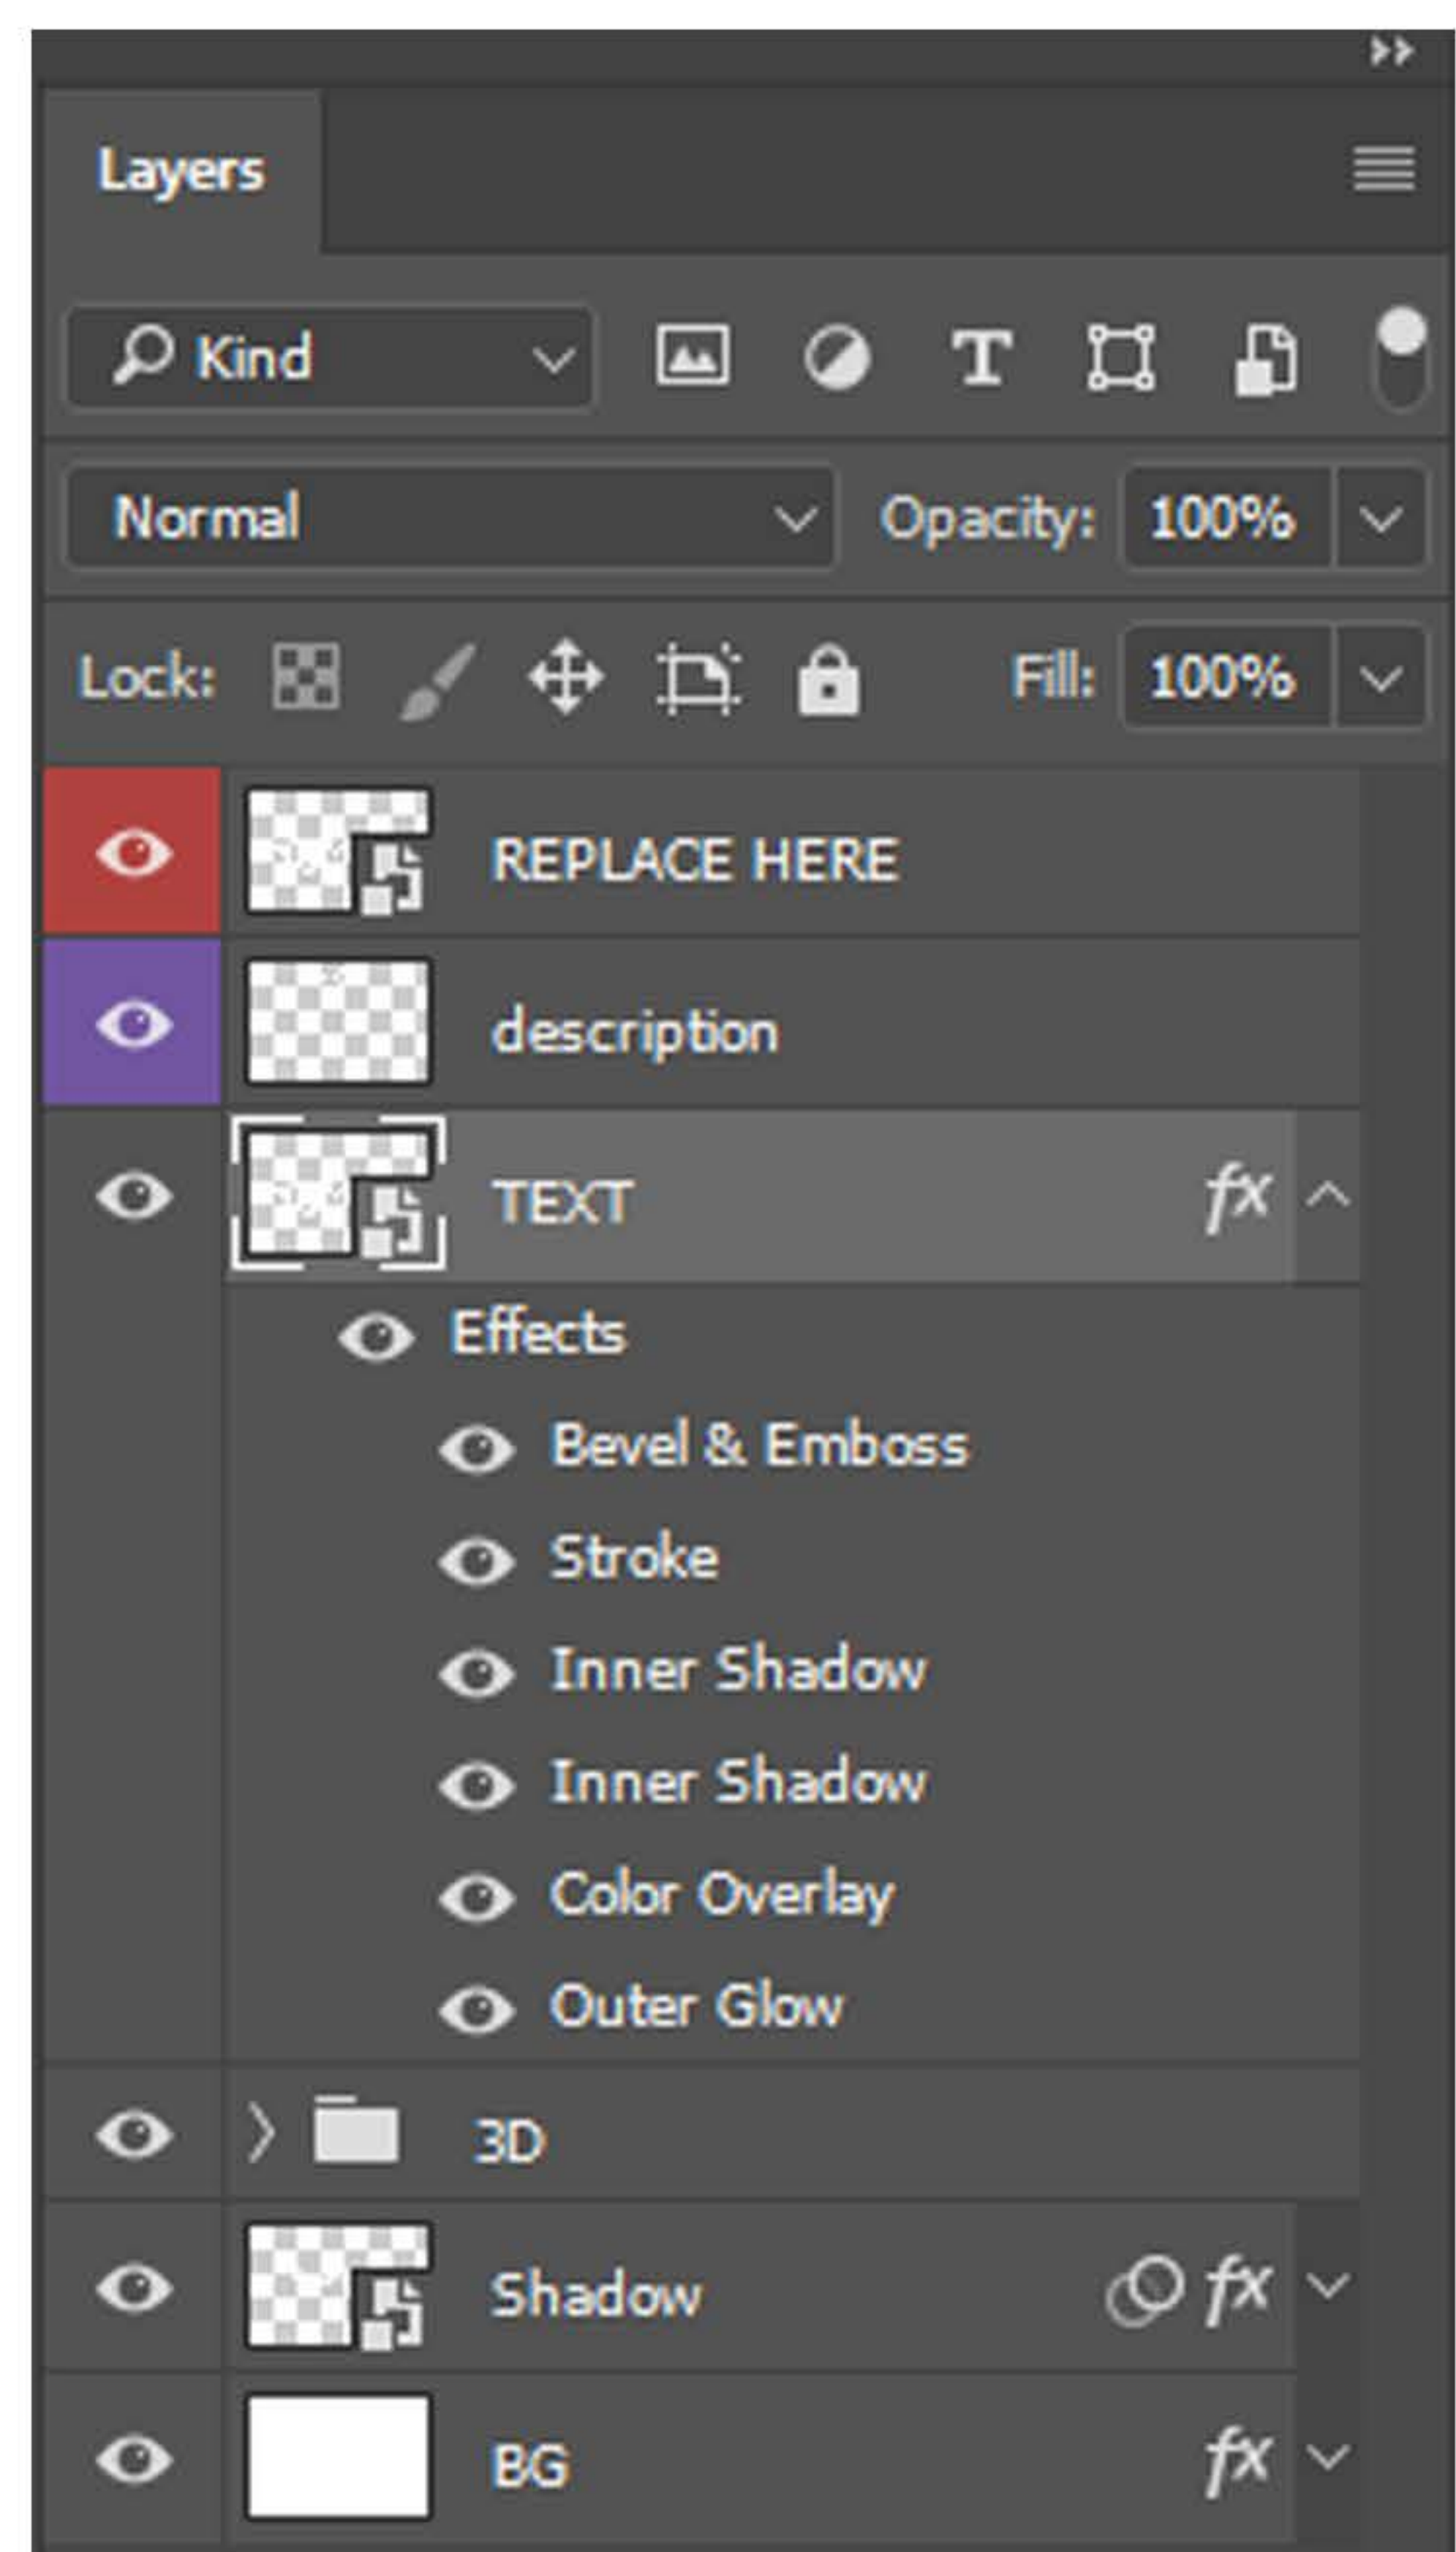 Layers
Kind
Normal Opacity: 100%
Lock: Fill: 100%
REPLACE HERE
description
TEXT fx
Effects
Bevel & Emboss
Stroke
Inner Shadow
Inner Shadow
Color Overlay
Outer Glow
3D
Shadow fx
BG fx